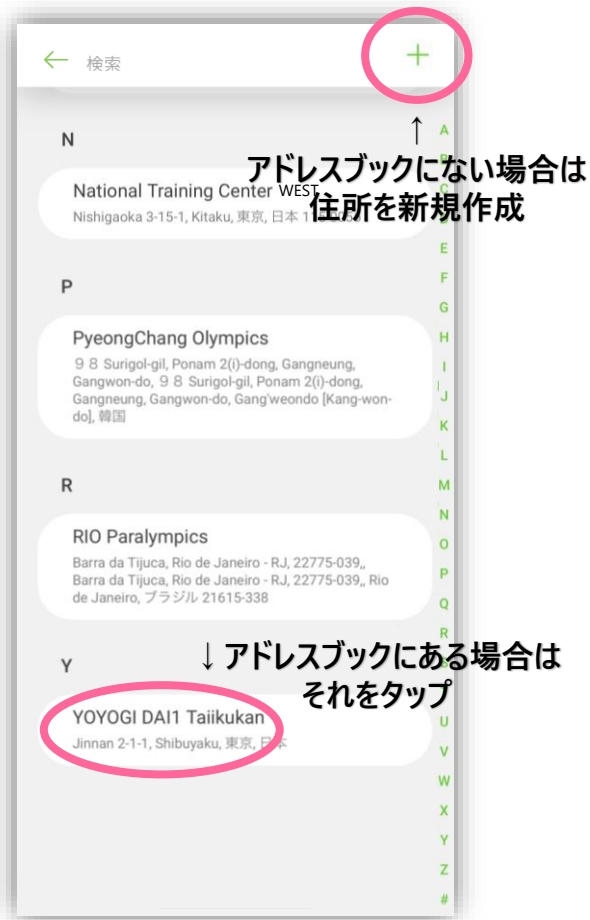 ← 検索 +
↑
N
アドレスブックにない場合は
住所を新規作成
National Training Center WEST
Nishigaoka 3-15-1, Kitaku, 東京, 日本
P
PyeongChang Olympics
９８ Surigol-gil, Ponam 2(i)-dong, Gangneung,
Gangwon-do, ９８ Surigol-gil, Ponam 2(i)-dong,
Gangneung, Gangwon-do, Gang'weondo [Kang-won-
do], 韓国
R
RIO Paralympics
Barra da Tijuca, Rio de Janeiro - RJ, 22775-039,,
Barra da Tijuca, Rio de Janeiro - RJ, 22775-039,, Rio
de Janeiro, ブラジル 21615-338
Y
↓ アドレスブックにある場合は
それをタップ
YOYOGI DAI1 Taiikukan
Jinnan 2-1-1, Shibuyaku, 東京, 日本
A
E
F
G
H
I
J
K
L
M
N
O
P
Q
R
U
V
W
X
Y
Z
#